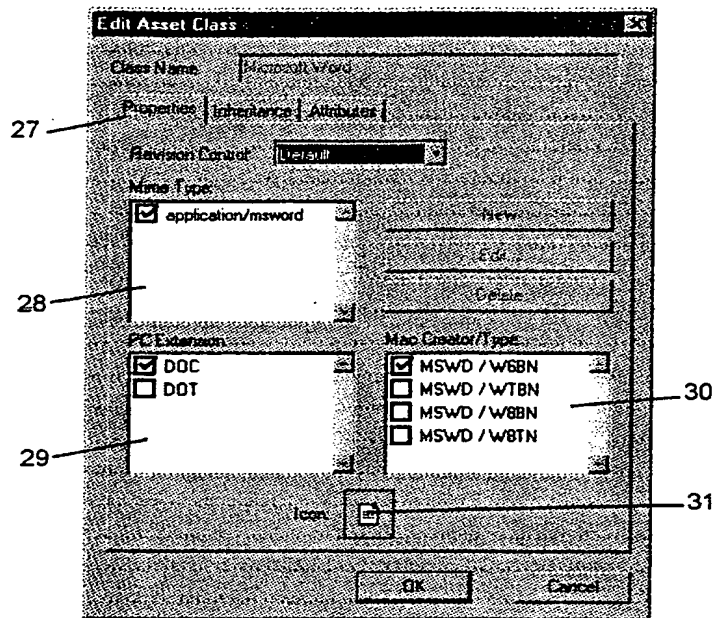 Edit Asset Class
Class Name Microsoft Word
Properties Inheritance Attributes
27
Revision Control: Default
Mime Type:
application/msword
New
Edit...
Delete
28
PC Extension
Mac Creator/Type:
DOC
MSWD / W6BN
DOT
MSWD / WTBN
30
MSWD / W8BN
29
MSWD / W8TN
Icon:
31
OK Cancel